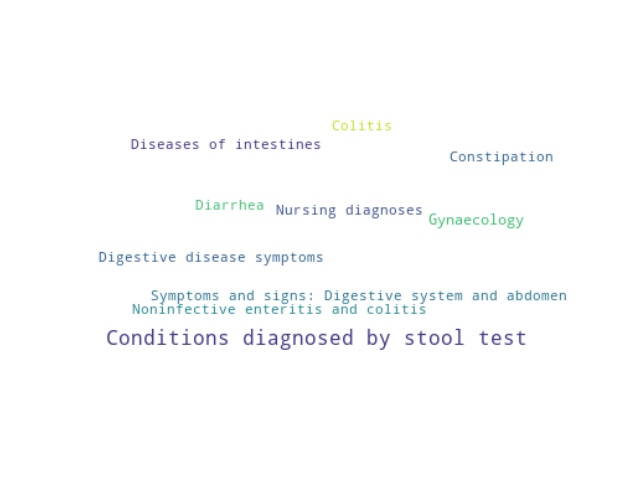 Colitis
Diseases of intestines
Constipation
Diarrhea
Nursing diagnoses
Gynaecology
Digestive disease symptoms
Symptoms and signs: Digestive system and abdomen
Noninfective enteritis and colitis
Conditions diagnosed by stool test